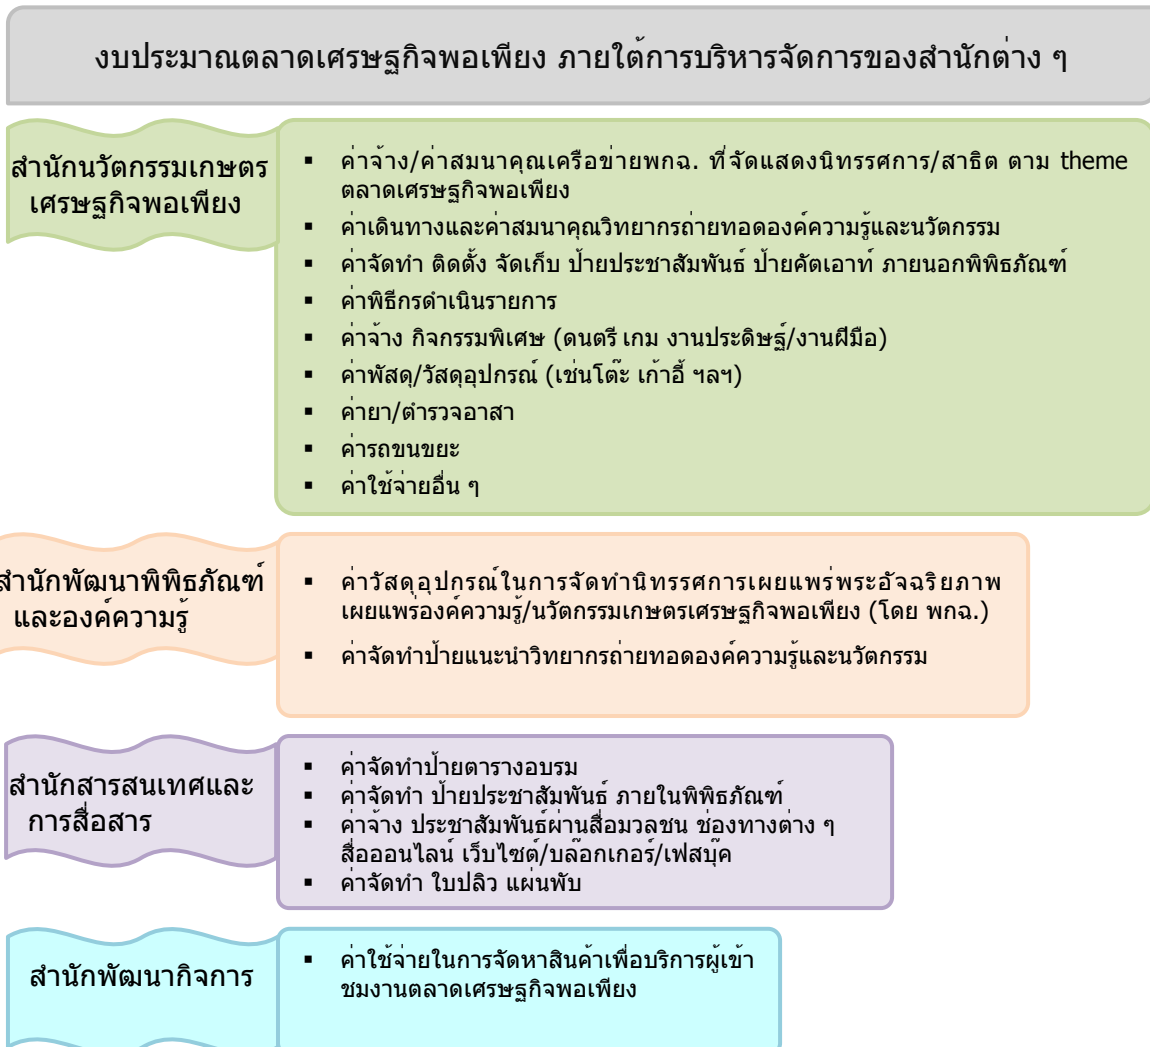 งบประมาณตลาดเศรษฐกิจพอเพียง ภายใต้การบริหารจัดการของสำนักต่าง ๆ
สำนักนวัตกรรมเกษตร
เศรษฐกิจพอเพียง
▪ ค่าจ้าง/ค่าสมนาคุณเครือข่ายพกฉ. ที่จัดแสดงนิทรรศการ/สาธิต ตาม theme
ตลาดเศรษฐกิจพอเพียง
▪ ค่าเดินทางและค่าสมนาคุณวิทยากรถ่ายทอดองค์ความรู้และนวัตกรรม
▪ ค่าจัดทำ ติดตั้ง จัดเก็บ ป้ายประชาสัมพันธ์ ป้ายคัตเอาท์ ภายนอกพิพิธภัณฑ์
▪ ค่าพิธีกรดำเนินรายการ
▪ ค่าจ้าง กิจกรรมพิเศษ (ดนตรี เกม งานประดิษฐ์/งานฝีมือ)
▪ ค่าพัสดุ/วัสดุอุปกรณ์ (เช่นโต๊ะ เก้าอี้ ฯลฯ)
▪ ค่ายา/ตำรวจอาสา
▪ ค่ารถขนขยะ
▪ ค่าใช้จ่ายอื่น ๆ
สำนักพัฒนาพิพิธภัณฑ์
และองค์ความรู้
▪ ค่าวัสดุอุปกรณ์ในการจัดทำนิทรรศการเผยแพร่พระอัจฉริยภาพ
เผยแพร่องค์ความรู้/นวัตกรรมเกษตรเศรษฐกิจพอเพียง (โดย พกฉ.)
▪ ค่าจัดทำป้ายแนะนำวิทยากรถ่ายทอดองค์ความรู้และนวัตกรรม
สำนักสารสนเทศและ
การสื่อสาร
▪ ค่าจัดทำป้ายตารางอบรม
▪ ค่าจัดทำ ป้ายประชาสัมพันธ์ ภายในพิพิธภัณฑ์
▪ ค่าจ้าง ประชาสัมพันธ์ผ่านสื่อมวลชน ช่องทางต่าง ๆ
สื่อออนไลน์ เว็บไซต์/บล๊อกเกอร์/เฟสบุ๊ค
▪ ค่าจัดทำ ใบปลิว แผ่นพับ
สำนักพัฒนากิจการ
▪ ค่าใช้จ่ายในการจัดหาสินค้าเพื่อบริการผู้เข้า
ชมงานตลาดเศรษฐกิจพอเพียง